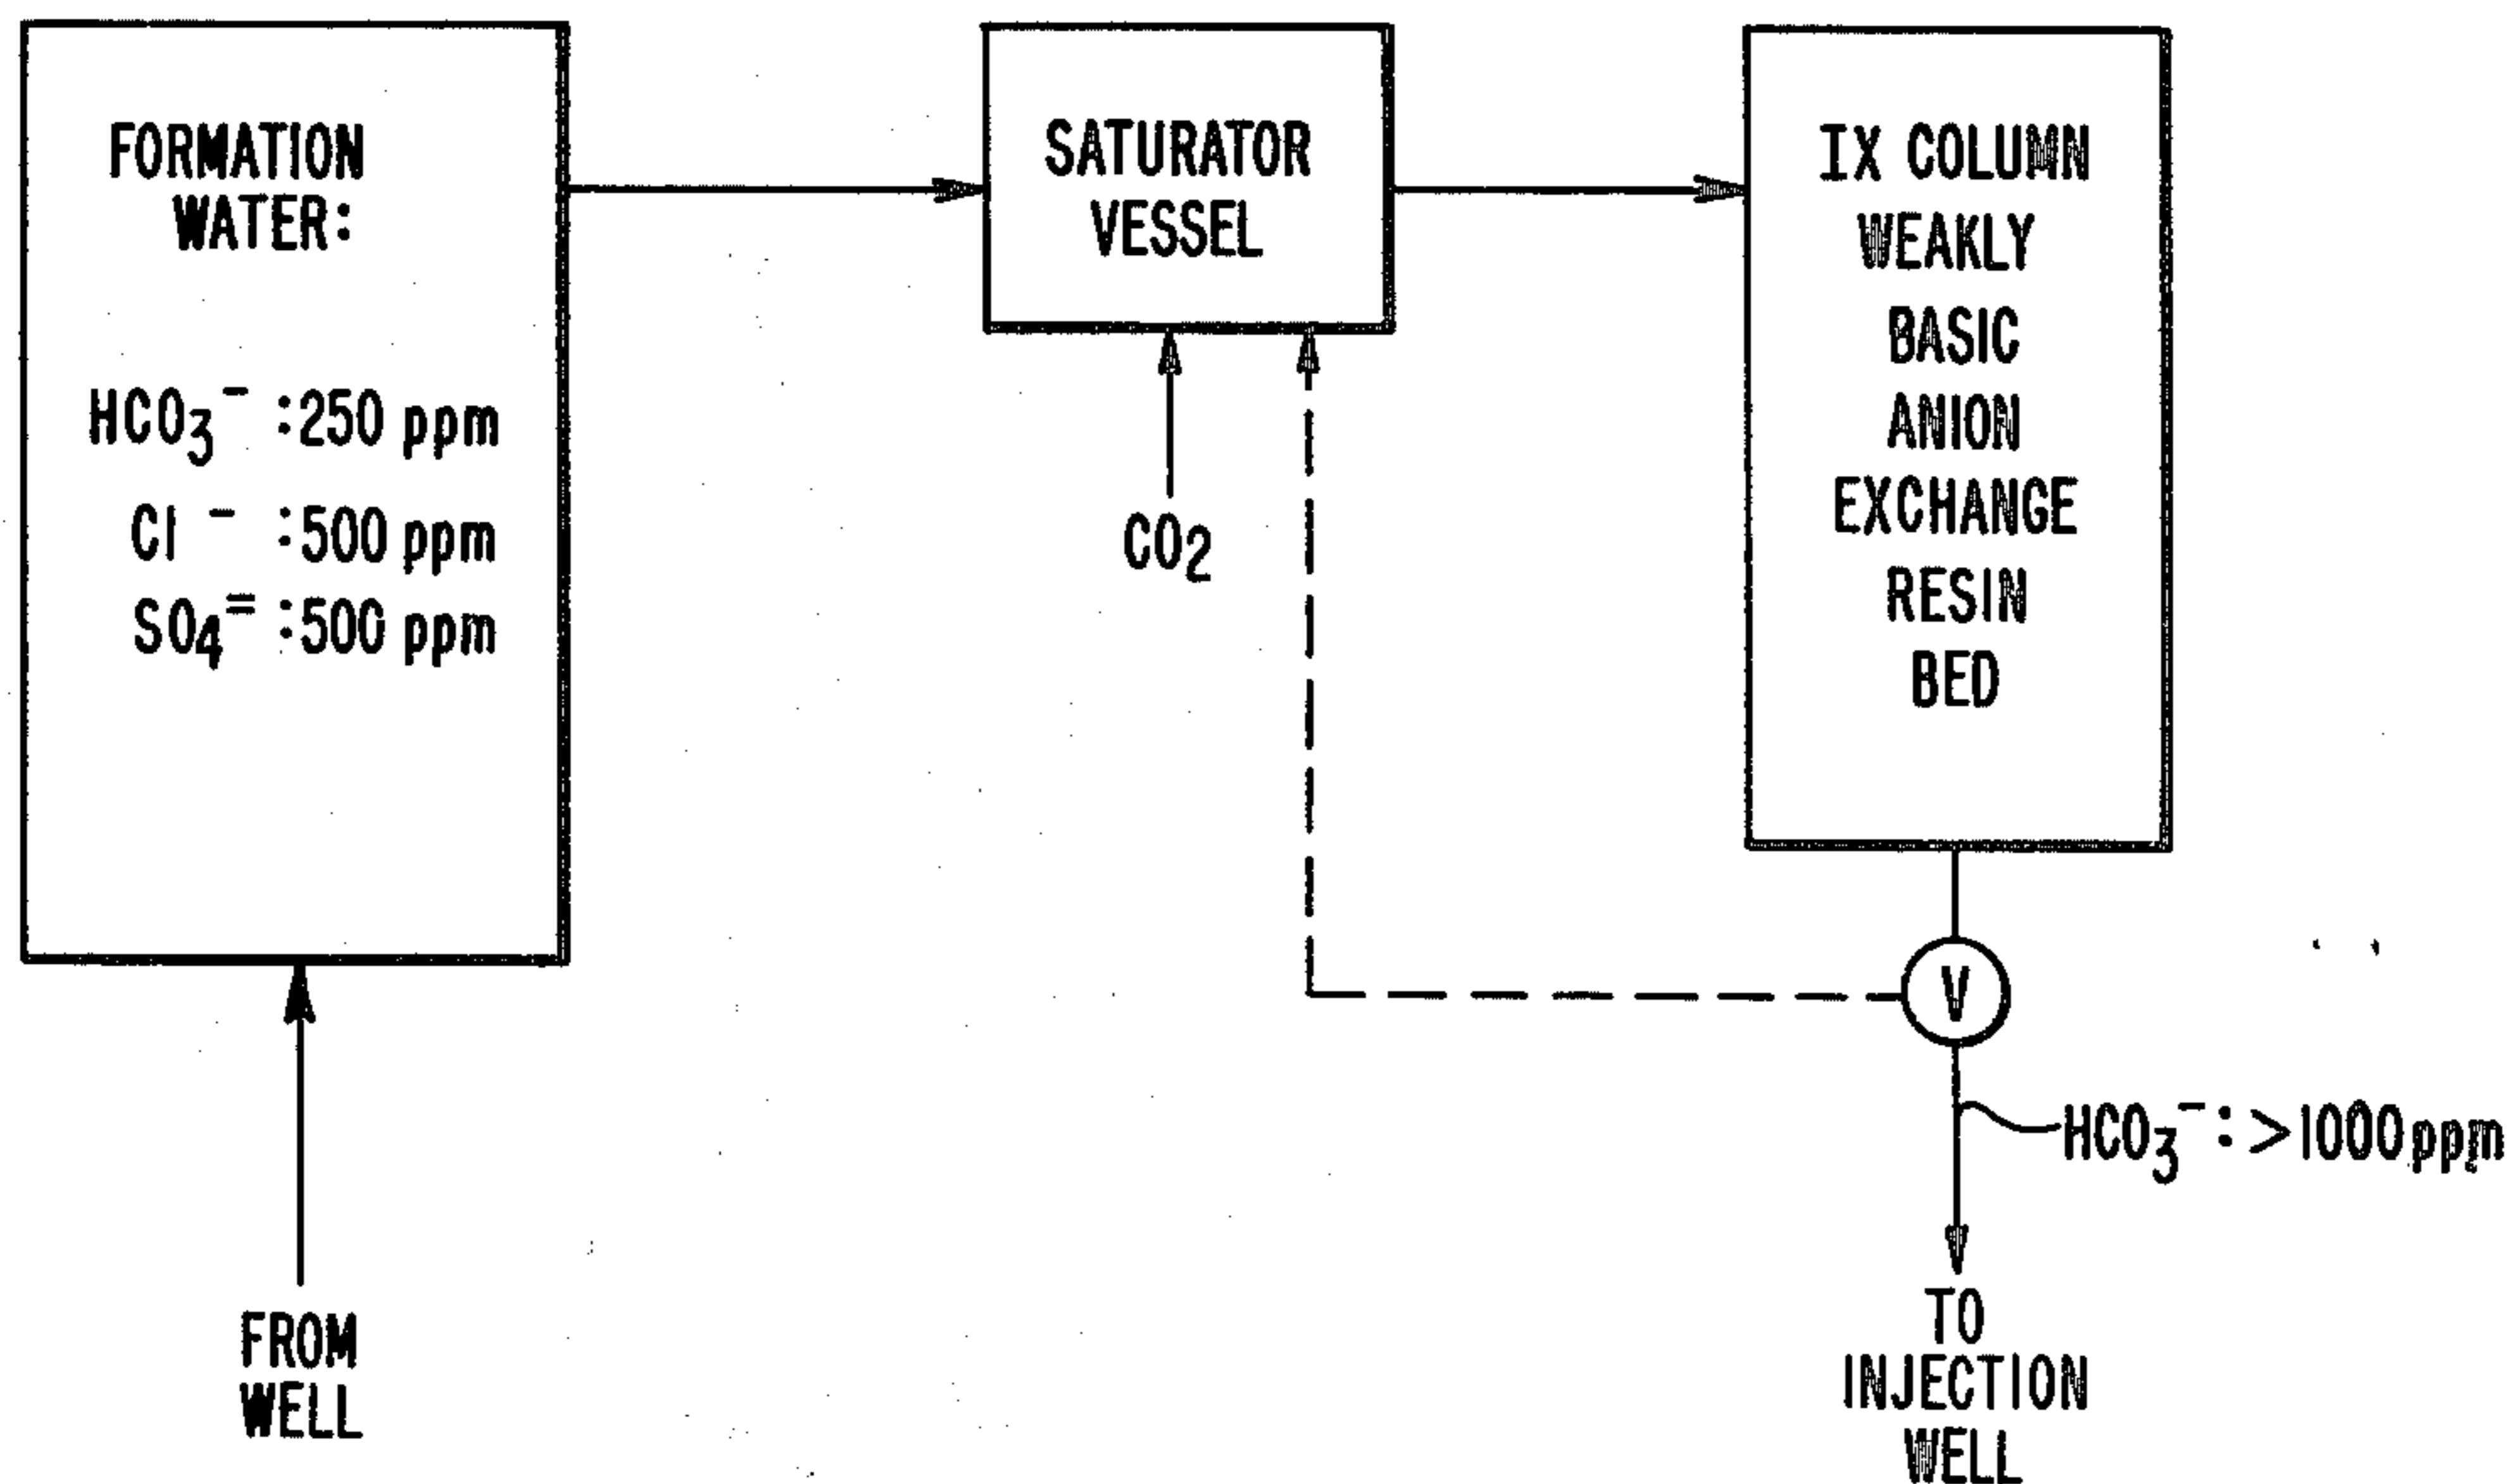 FORMATION
WATER:
HCO₃⁻ :250 ppm
Cl⁻ :500 ppm
SO₄⁼ :500 ppm
FROM
WELL
SATURATOR
VESSEL
CO₂
IX COLUMN
WEAKLY
BASIC
ANION
EXCHANGE
RESIN
BED
V
HCO₃⁻: >1000 ppm
TO
INJECTION
WELL